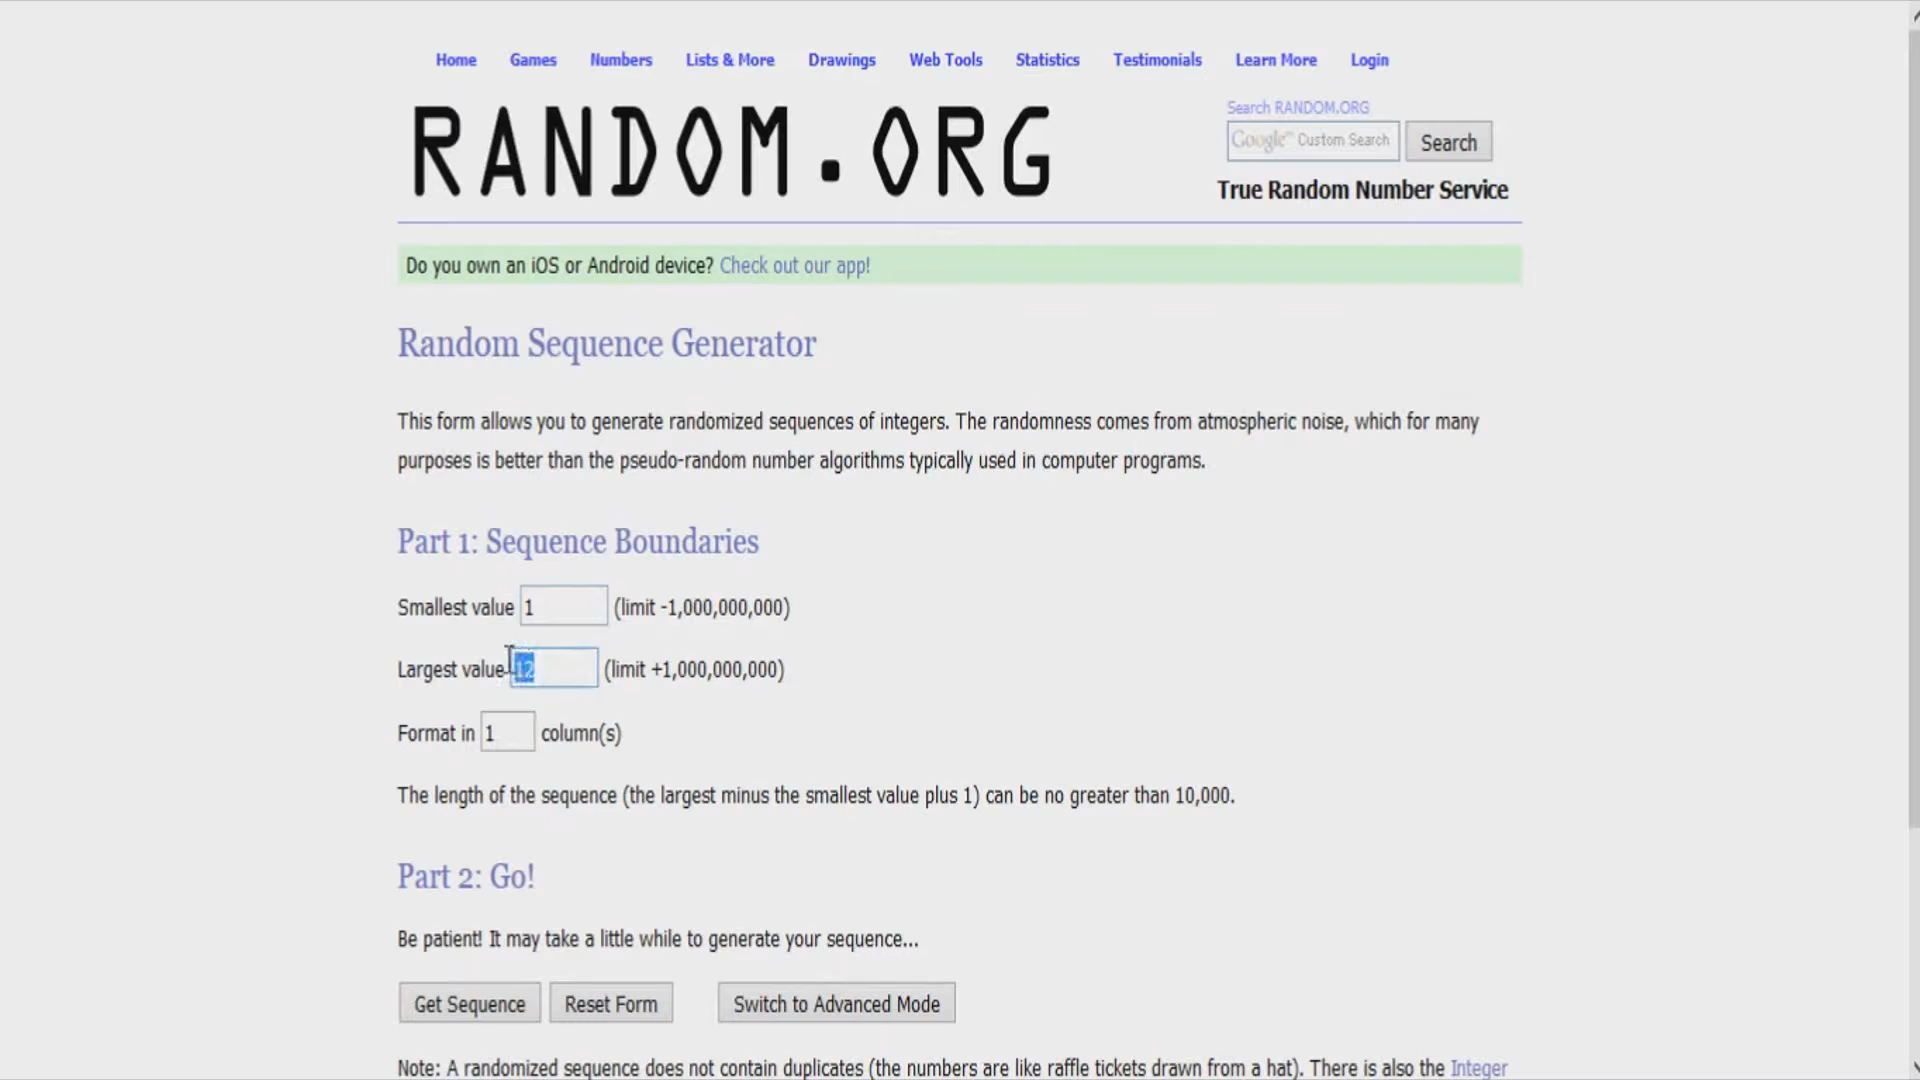 Home Games Numbers Lists & More Drawings Web Tools Statistics Testimonials Learn More Login
RANDOM.ORG
Search RANDOM.ORG
Google™ Custom Search Search
True Random Number Service
Do you own an iOS or Android device? Check out our app!
Random Sequence Generator
This form allows you to generate randomized sequences of integers. The randomness comes from atmospheric noise, which for many
purposes is better than the pseudo-random number algorithms typically used in computer programs.
Part 1: Sequence Boundaries
Smallest value 1 (limit -1,000,000,000)
Largest value 12 (limit +1,000,000,000)
Format in 1 column(s)
The length of the sequence (the largest minus the smallest value plus 1) can be no greater than 10,000.
Part 2: Go!
Be patient! It may take a little while to generate your sequence...
Get Sequence Reset Form Switch to Advanced Mode
Note: A randomized sequence does not contain duplicates (the numbers are like raffle tickets drawn from a hat). There is also the Integer